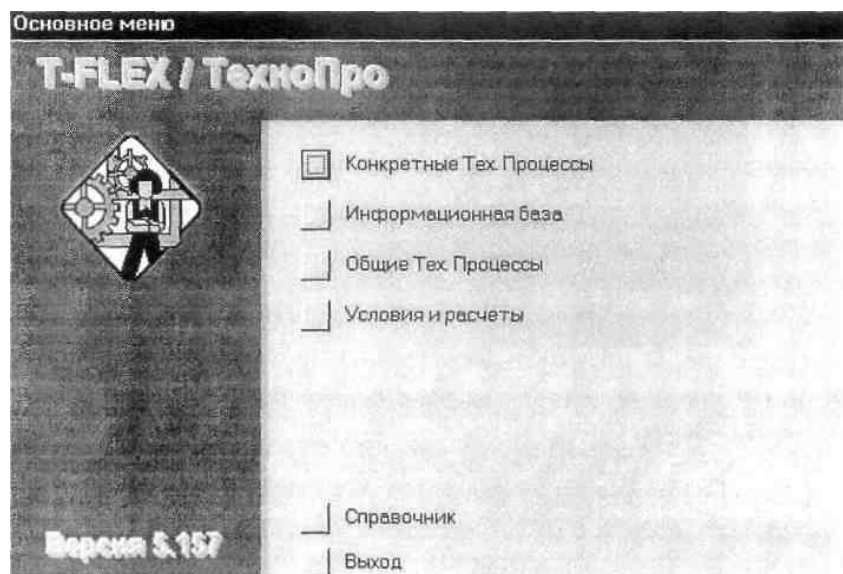 Основное меню
T-FLEX / ТехноПро
Конкретные Тех. Процессы
Информационная база
Общие Тех. Процессы
Условия и расчеты
Справочник
Версия 5.157
Выход